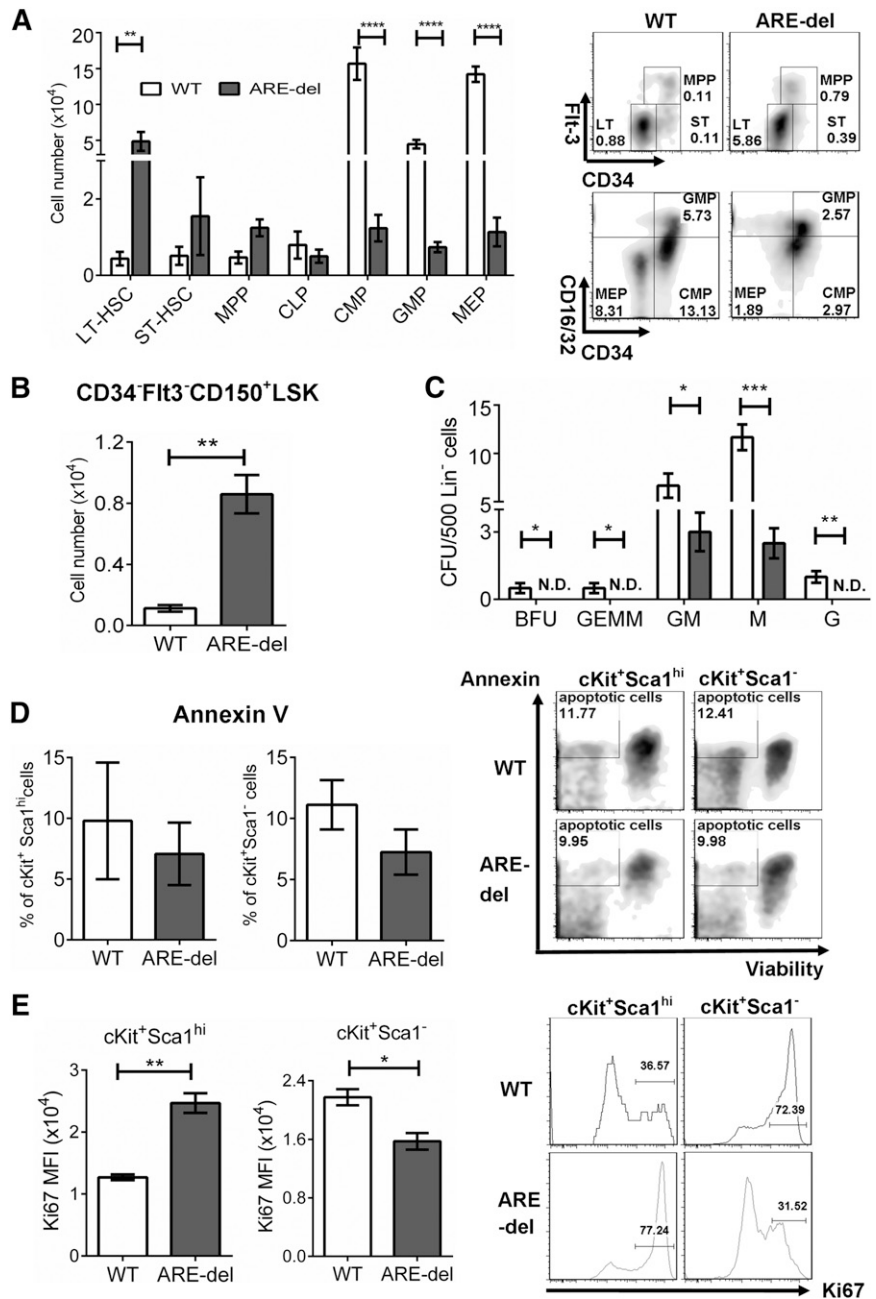 A
Cell number (x10⁴)
20
15
10
5
2
1
0
WT
ARE-del
**
****
****
****
LT-HSC
ST-HSC
MPP
CLP
CMP
GMP
MEP
WT
ARE-del
Flt-3
MPP
0.11
LT
0.88
ST
0.11
MPP
0.79
LT
5.86
ST
0.39
CD34
GMP
5.73
MEP
8.31
CMP
13.13
GMP
2.57
MEP
1.89
CMP
2.97
CD16/32
CD34
B
CD34⁻Flt3⁻CD150⁺LSK
Cell number (x10⁴)
1.2
0.8
0.4
0.0
**
WT
ARE-del
C
CFU/500 Lin⁻ cells
15
10
5
3
0
*
N.D.
*
N.D.
*
***
**
N.D.
BFU
GEMM
GM
M
G
D
Annexin V
% of cKit⁺ Sca1ʰⁱcells
15
10
5
0
WT
ARE-del
% of cKit⁺Sca1⁻ cells
15
10
5
0
WT
ARE-del
Annexin
cKit⁺Sca1ʰⁱ
cKit⁺Sca1⁻
WT
apoptotic cells
11.77
apoptotic cells
12.41
ARE-
del
apoptotic cells
9.95
apoptotic cells
9.98
Viability
E
cKit⁺Sca1ʰⁱ
Ki67 MFI (x10⁴)
3
2
1
0
**
WT
ARE-del
cKit⁺Sca1⁻
Ki67 MFI (x10⁴)
2.4
1.6
0.8
0.0
*
WT
ARE-del
cKit⁺Sca1ʰⁱ
cKit⁺Sca1⁻
WT
36.57
72.39
ARE
-del
77.24
31.52
Ki67